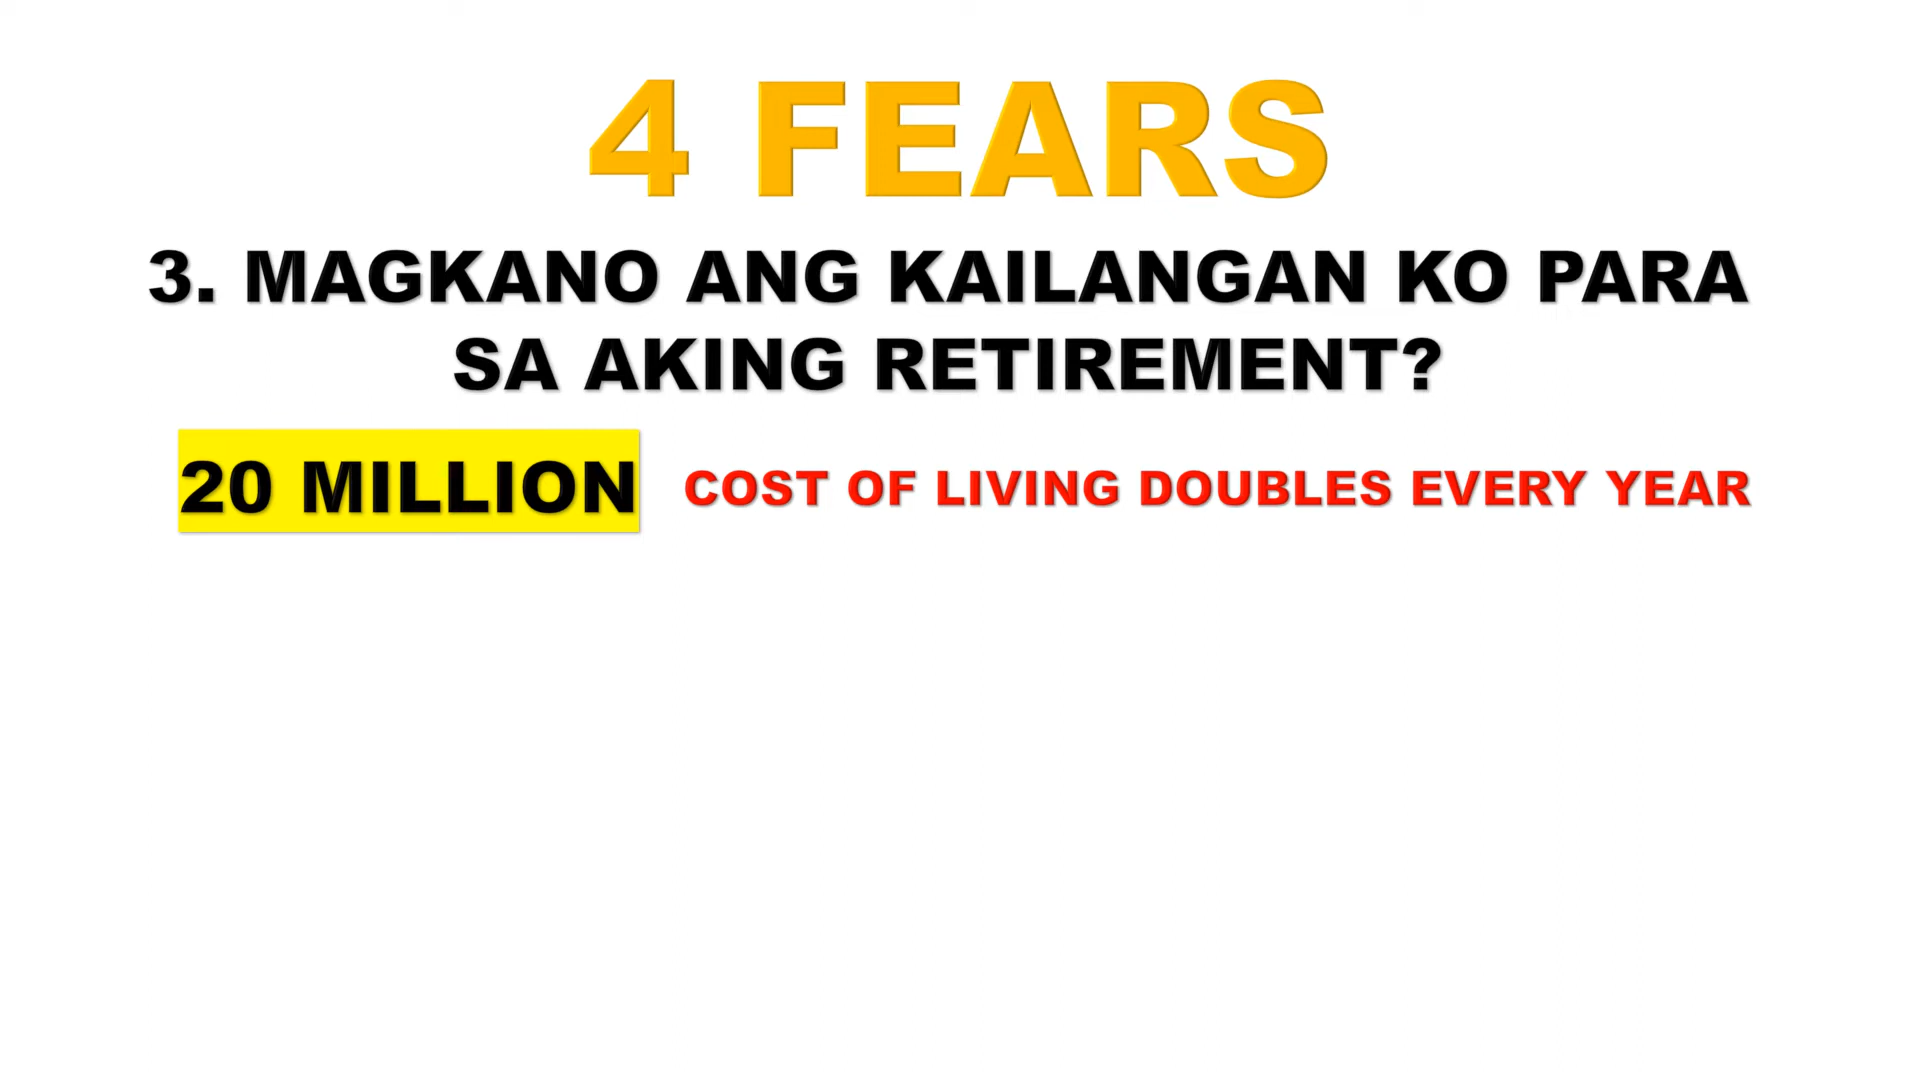 4 FEARS
3. MAGKANO ANG KAILANGAN KO PARA
SA AKING RETIREMENT?
20 MILLION COST OF LIVING DOUBLES EVERY YEAR